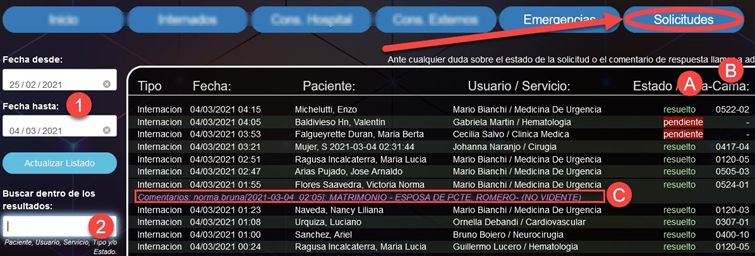 Inicio Internados Cons. Hospital Cons. Externos Emergencias Solicitudes
Ante cualquier duda sobre el estado de la solicitud o el comentario de respuesta llamar a ad
Fecha desde:
25 / 02 / 2021
Fecha hasta:
1
04 / 03 / 2021
Actualizar Listado
Buscar dentro de los
resultados:
2
Paciente, Usuario, Servicio, Tipo y/o
Estado.
A
B
Tipo Fecha: Paciente: Usuario / Servicio: Estado / -Cama:
Internacion 04/03/2021 04:15 Michelutti, Enzo Mario Bianchi / Medicina De Urgencia resuelto 0522-02
Internacion 04/03/2021 04:05 Baldivieso Hn, Valentin Gabriela Martin / Hematologia pendiente -
Internacion 04/03/2021 03:53 Falgueyrette Duran, Maria Berta Cecilia Salvo / Clinica Medica pendiente -
Internacion 04/03/2021 03:21 Mujer, S 2021-03-04 02:31:44 Johanna Naranjo / Cirugia resuelto 0417-04
Internacion 04/03/2021 02:51 Ragusa Incalcaterra, Maria Lucia Mario Bianchi / Medicina De Urgencia resuelto 0120-05
Internacion 04/03/2021 02:47 Arias Pujado, Jose Arnaldo Mario Bianchi / Medicina De Urgencia resuelto 0505-03
Internacion 04/03/2021 01:55 Flores Saavedra, Victoria Norma Mario Bianchi / Medicina De Urgencia resuelto 0524-01
Comentarios: norma.bruna[2021-03-04 02:05]: MATRIMONIO - ESPOSA DE PCTE. ROMERO- (NO VIDENTE)
C
Internacion 04/03/2021 01:23 Naveda, Nancy Liliana Mario Bianchi / Medicina De Urgencia resuelto 0120-03
Internacion 04/03/2021 01:08 Urquiza, Luciano Ornella Debandi / Cardiovascular resuelto 0307-01
Internacion 04/03/2021 01:00 Sanchez, Ariel Bruno Boiero / Neurocirugia resuelto 0400-10
Internacion 04/03/2021 00:24 Ragusa Incalcaterra, Maria Lucia Guillermo Lucero / Hematologia resuelto 0120-05